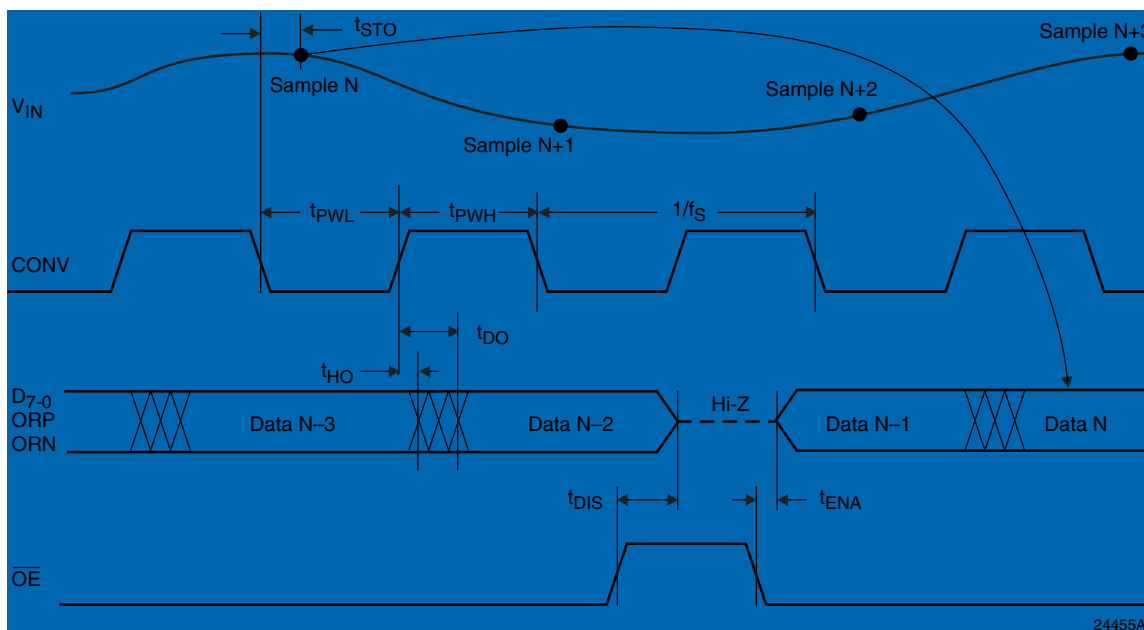 tSTO
Sample N+3
Sample N
Sample N+2
VIN
Sample N+1
tPWL
tPWH
1/fS
CONV
tDO
tHO
D7-0
ORP
ORN
Data N–3
Data N–2
Hi-Z
Data N–1
Data N
tDIS
tENA
OE
24455A